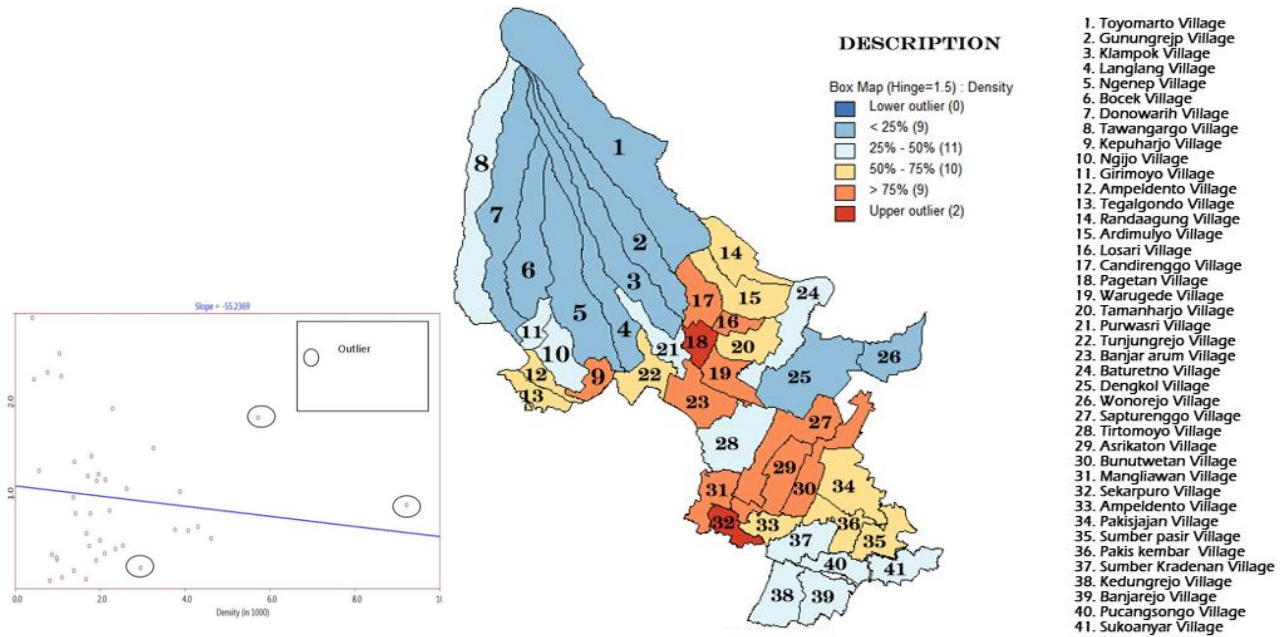 Slope = -55.2369
Outlier
2.0
1.0
0.0
2.0
4.0
6.0
8.0
1(
Density (in 1000)
DESCRIPTION
Box Map (Hinge=1.5) : Density
Lower outlier (0)
< 25% (9)
25% - 50% (11)
50% - 75% (10)
> 75% (9)
Upper outlier (2)
1
2
3
4
5
6
7
8
9
10
11
12
13
14
15
16
17
18
19
20
21
22
23
24
25
26
27
28
29
30
31
32
33
34
35
36
37
38
39
40
41
1. Toyomarto Village
2. Gunungrejp Village
3. Klampok Village
4. Langlang Village
5. Ngenep Village
6. Bocek Village
7. Donowarih Village
8. Tawangargo Village
9. Kepuharjo Village
10. Ngijo Village
11. Girimoyo Village
12. Ampeldento Village
13. Tegalgondo Village
14. Randaagung Village
15. Ardimulyo Village
16. Losari Village
17. Candirenggo Village
18. Pagetan Village
19. Warugede Village
20. Tamanharjo Village
21. Purwasri Village
22. Tunjungrejo Village
23. Banjar arum Village
24. Baturetno Village
25. Dengkol Village
26. Wonorejo Village
27. Sapturenggo Village
28. Tirtomoyo Village
29. Asrikaton Village
30. Bunutwetan Village
31. Mangliawan Village
32. Sekarpuro Village
33. Ampeldento Village
34. Pakisjajan Village
35. Sumber pasir Village
36. Pakis kembar Village
37. Sumber Kradenan Village
38. Kedungrejo Village
39. Banjarejo Village
40. Pucangsongo Village
41. Sukoanyar Village